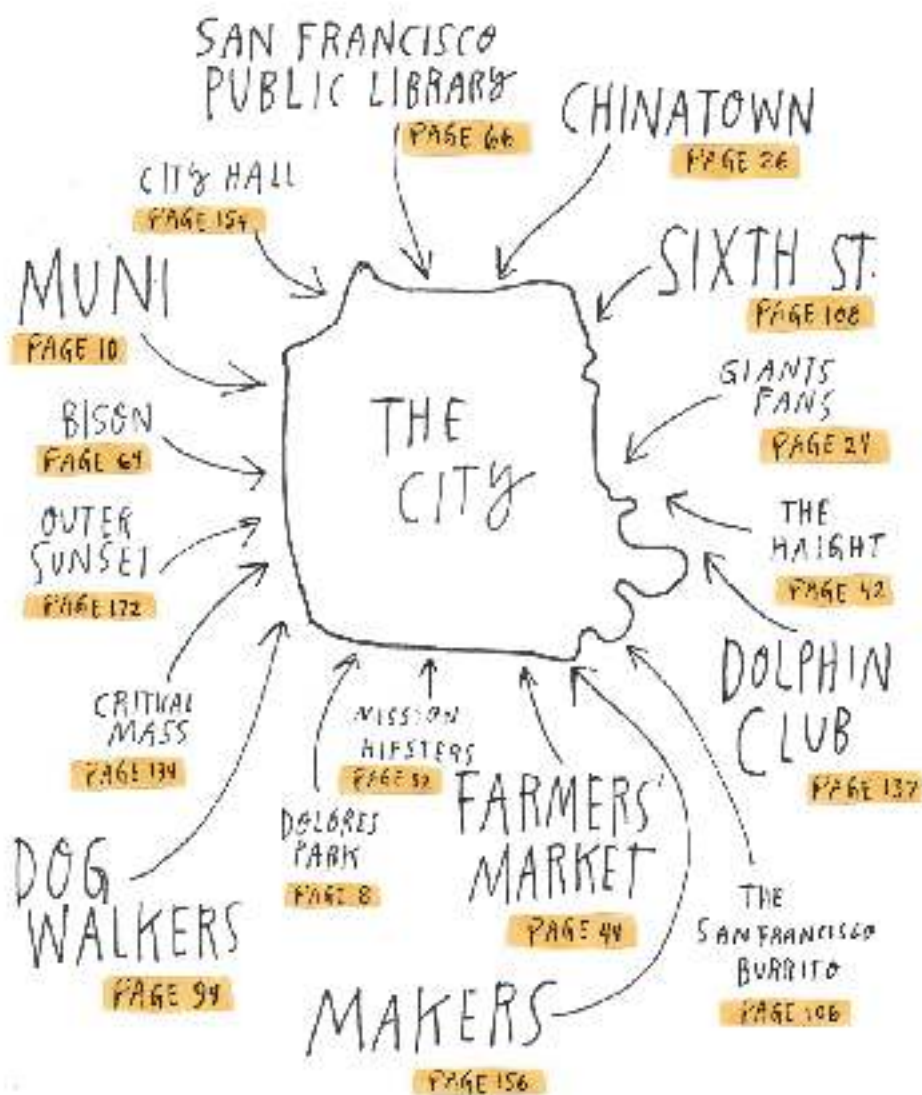 SAN FRANCISCO
PUBLIC LIBRARY
PAGE 66
CHINATOWN
PAGE 26
CITY HALL
PAGE 154
MUNI
PAGE 10
SIXTH ST.
PAGE 108
GIANTS
FANS
PAGE 24
BISON
PAGE 64
THE
CITY
OUTER
SUNSET
PAGE 172
THE
HAIGHT
PAGE 42
CRITICAL
MASS
PAGE 134
DOLPHIN
CLUB
PAGE 137
MISSION
HIPSTERS
PAGE
DOLORES
PARK
PAGE 8
FARMERS'
MARKET
PAGE 44
DOG
WALKERS
PAGE 94
THE
SAN FRANCISCO
BURRITO
PAGE 106
MAKERS
PAGE 156